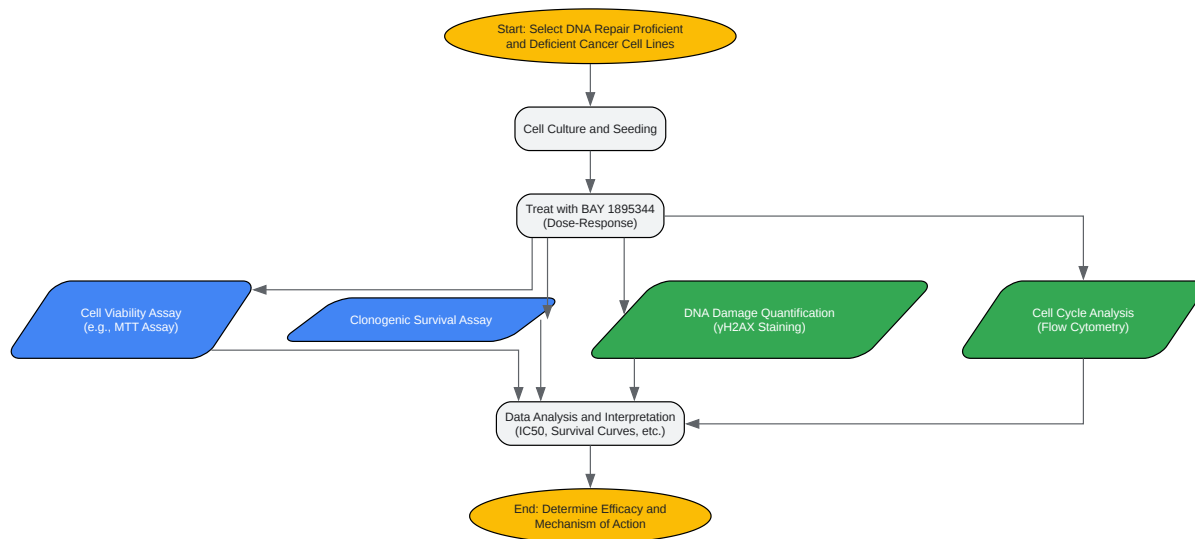 Start: Select DNA Repair Proficient
and Deficient Cancer Cell Lines
Cell Culture and Seeding
Treat with BAY 1895344
(Dose-Response)
Cell Viability Assay
(e.g., MTT Assay)
Clonogenic Survival Assay
DNA Damage Quantification
(γH2AX Staining)
Cell Cycle Analysis
(Flow Cytometry)
Data Analysis and Interpretation
(IC50, Survival Curves, etc.)
End: Determine Efficacy and
Mechanism of Action